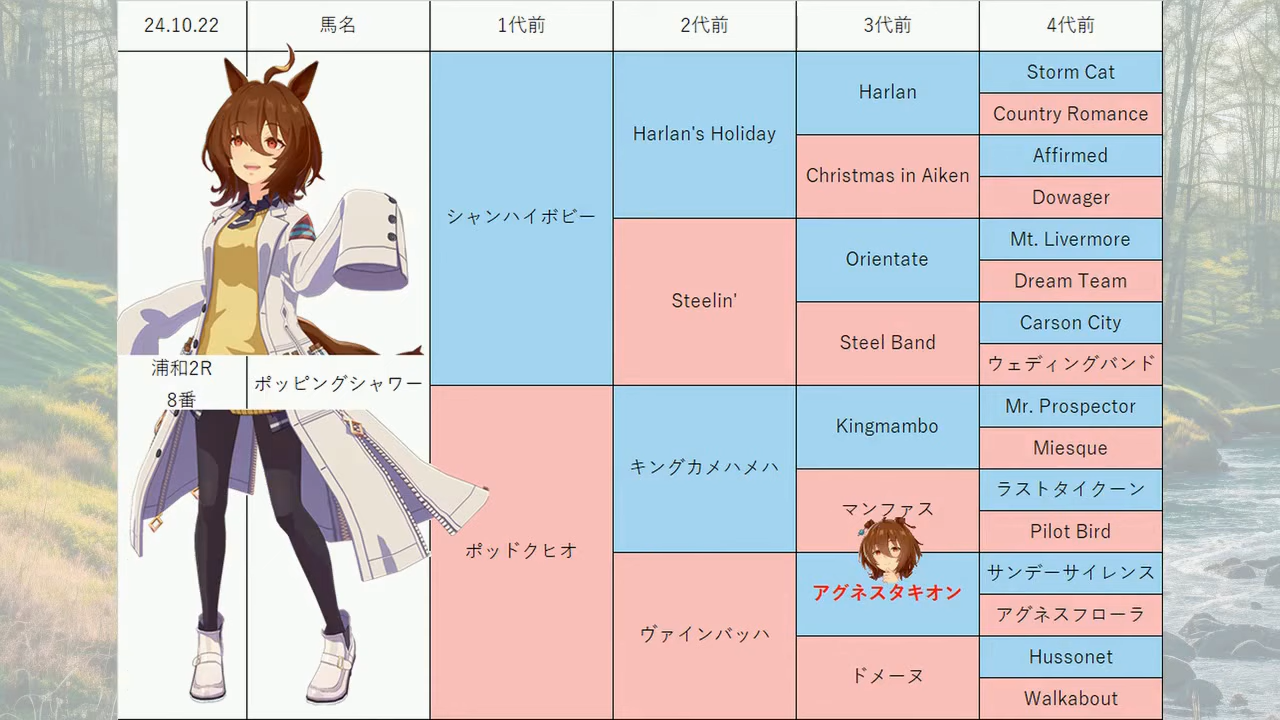 24.10.22
馬名
1代前
2代前
3代前
4代前
浦和2R
8番
ポッピングシャワー
シャンハイボビー
ポッドクヒオ
Harlan's Holiday
Steelin'
キングカメハメハ
ヴァインバッハ
Harlan
Christmas in Aiken
Orientate
Steel Band
Kingmambo
マンファス
アグネスタキオン
ドメーヌ
Storm Cat
Country Romance
Affirmed
Dowager
Mt. Livermore
Dream Team
Carson City
ウェディングバンド
Mr. Prospector
Miesque
ラストタイクーン
Pilot Bird
サンデーサイレンス
アグネスフローラ
Hussonet
Walkabout